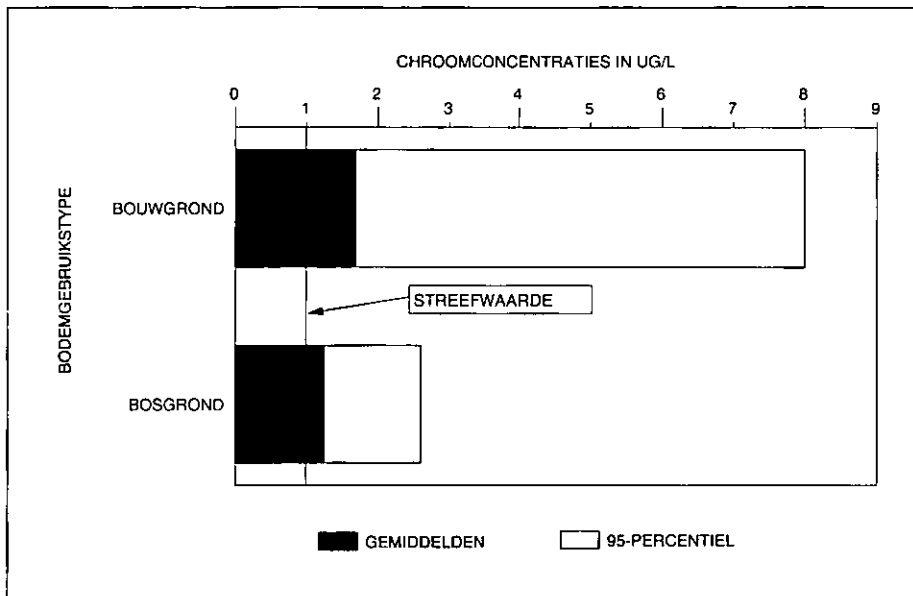 CHROOMCONCENTRATIES IN UG/L
0 1 2 3 4 5 6 7 8 9
BODEMGEBRUIKSTYPE
BOUWGROND
STREEFWAARDE
BOSGROND
GEMIDDELDEN 95-PERCENTIEL